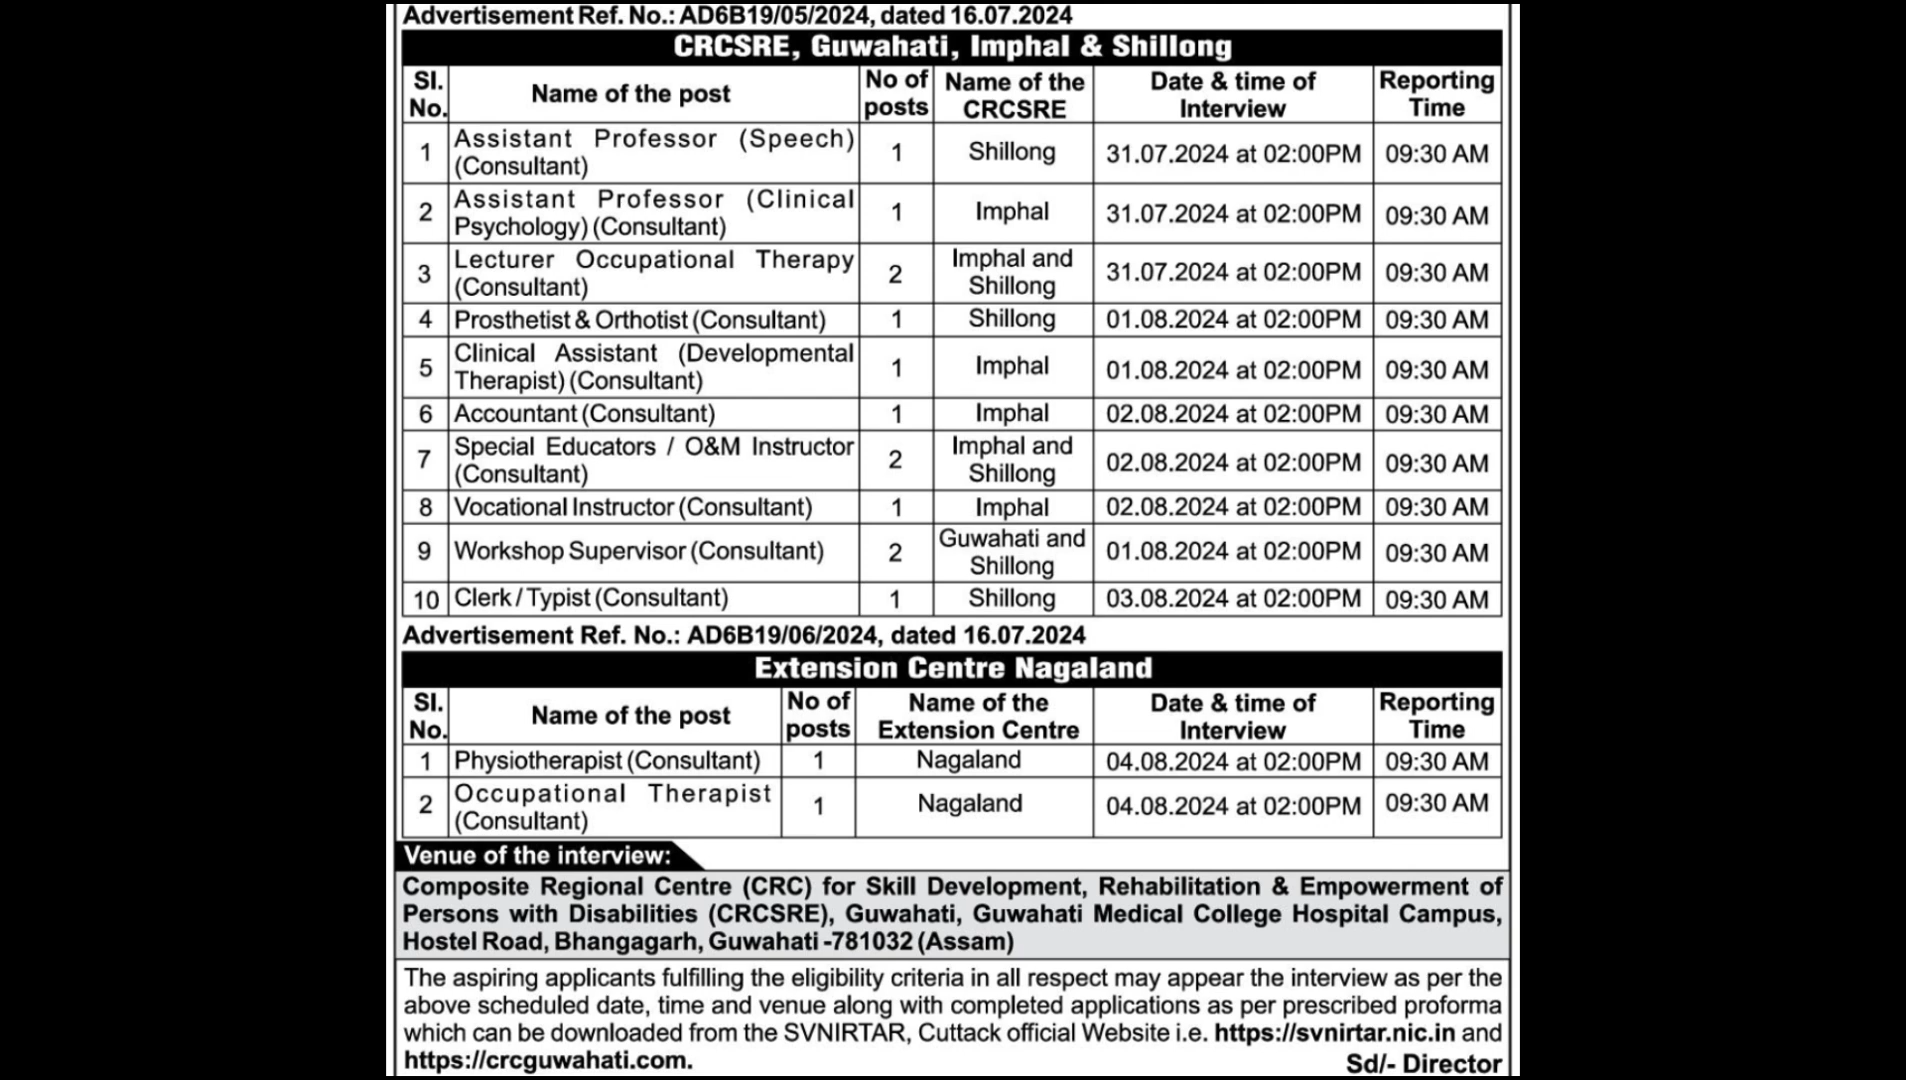 Advertisement Ref. No.: AD6B19/05/2024, dated 16.07.2024
CRCSRE, Guwahati, Imphal & Shillong
Sl. No. Name of the post No of posts Name of the CRCSRE Date & time of Interview Reporting Time
1 Assistant Professor (Speech) (Consultant) 1 Shillong 31.07.2024 at 02:00PM 09:30 AM
2 Assistant Professor (Clinical Psychology) (Consultant) 1 Imphal 31.07.2024 at 02:00PM 09:30 AM
3 Lecturer Occupational Therapy (Consultant) 2 Imphal and Shillong 31.07.2024 at 02:00PM 09:30 AM
4 Prosthetist & Orthotist (Consultant) 1 Shillong 01.08.2024 at 02:00PM 09:30 AM
5 Clinical Assistant (Developmental Therapist) (Consultant) 1 Imphal 01.08.2024 at 02:00PM 09:30 AM
6 Accountant (Consultant) 1 Imphal 02.08.2024 at 02:00PM 09:30 AM
7 Special Educators / O&M Instructor (Consultant) 2 Imphal and Shillong 02.08.2024 at 02:00PM 09:30 AM
8 Vocational Instructor (Consultant) 1 Imphal 02.08.2024 at 02:00PM 09:30 AM
9 Workshop Supervisor (Consultant) 2 Guwahati and Shillong 01.08.2024 at 02:00PM 09:30 AM
10 Clerk / Typist (Consultant) 1 Shillong 03.08.2024 at 02:00PM 09:30 AM
Advertisement Ref. No.: AD6B19/06/2024, dated 16.07.2024
Extension Centre Nagaland
Sl. No. Name of the post No of posts Name of the Extension Centre Date & time of Interview Reporting Time
1 Physiotherapist (Consultant) 1 Nagaland 04.08.2024 at 02:00PM 09:30 AM
2 Occupational Therapist (Consultant) 1 Nagaland 04.08.2024 at 02:00PM 09:30 AM
Venue of the interview:
Composite Regional Centre (CRC) for Skill Development, Rehabilitation & Empowerment of
Persons with Disabilities (CRCSRE), Guwahati, Guwahati Medical College Hospital Campus,
Hostel Road, Bhangagarh, Guwahati -781032 (Assam)
The aspiring applicants fulfilling the eligibility criteria in all respect may appear the interview as per the
above scheduled date, time and venue along with completed applications as per prescribed proforma
which can be downloaded from the SVNIRTAR, Cuttack official Website i.e. https://svnirtar.nic.in and
https://crcguwahati.com.
Sd/- Director